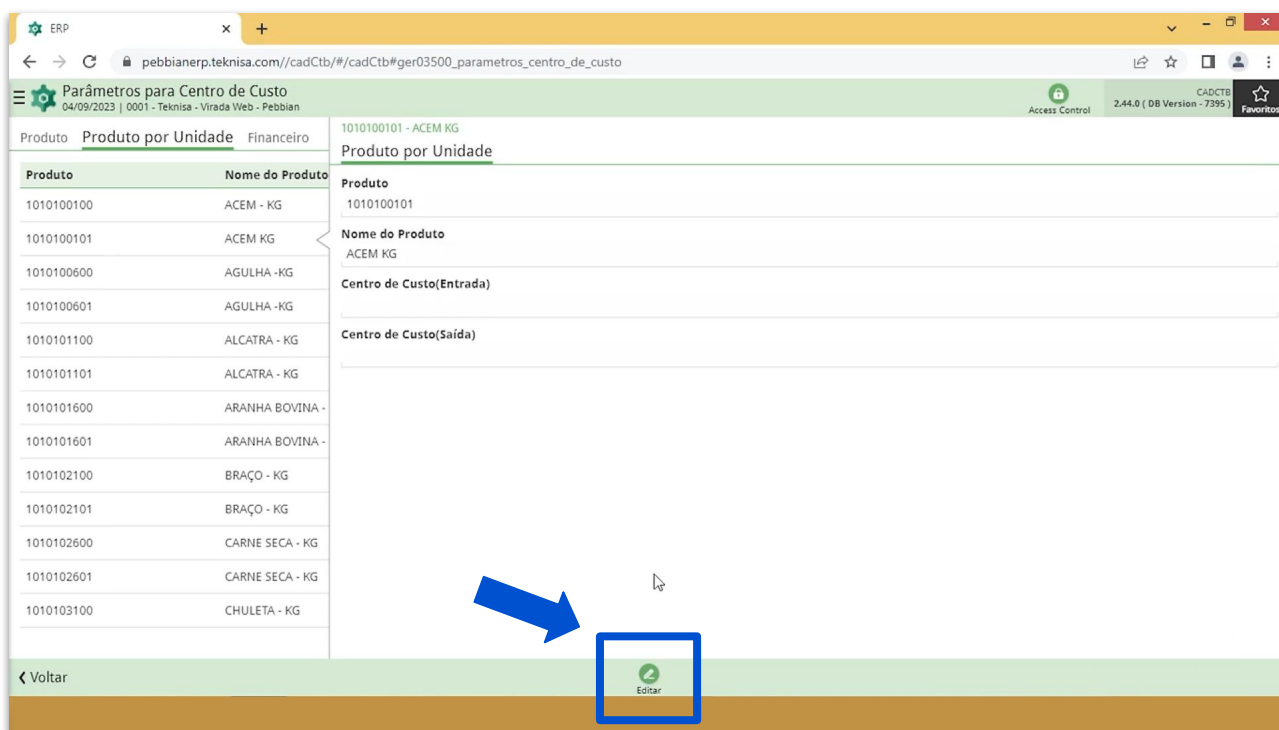 ERP
pebbianerp.teknisa.com//cadCtb/#/cadCtb#ger03500_parametros_centro_de_custo
Parâmetros para Centro de Custo
04/09/2023 | 0001 - Teknisa - Virada Web - Pebbian
Access Control
CADCTB
2.44.0 ( DB Version - 7395 )
Favoritos
Produto Produto por Unidade Financeiro
Produto Nome do Produto
1010100100 ACEM - KG
1010100101 ACEM KG
1010100600 AGULHA -KG
1010100601 AGULHA -KG
1010101100 ALCATRA - KG
1010101101 ALCATRA - KG
1010101600 ARANHA BOVINA -
1010101601 ARANHA BOVINA -
1010102100 BRAÇO - KG
1010102101 BRAÇO - KG
1010102600 CARNE SECA - KG
1010102601 CARNE SECA - KG
1010103100 CHULETA - KG
1010100101 - ACEM KG
Produto por Unidade
Produto
1010100101
Nome do Produto
ACEM KG
Centro de Custo(Entrada)
Centro de Custo(Saída)
Voltar
Editar